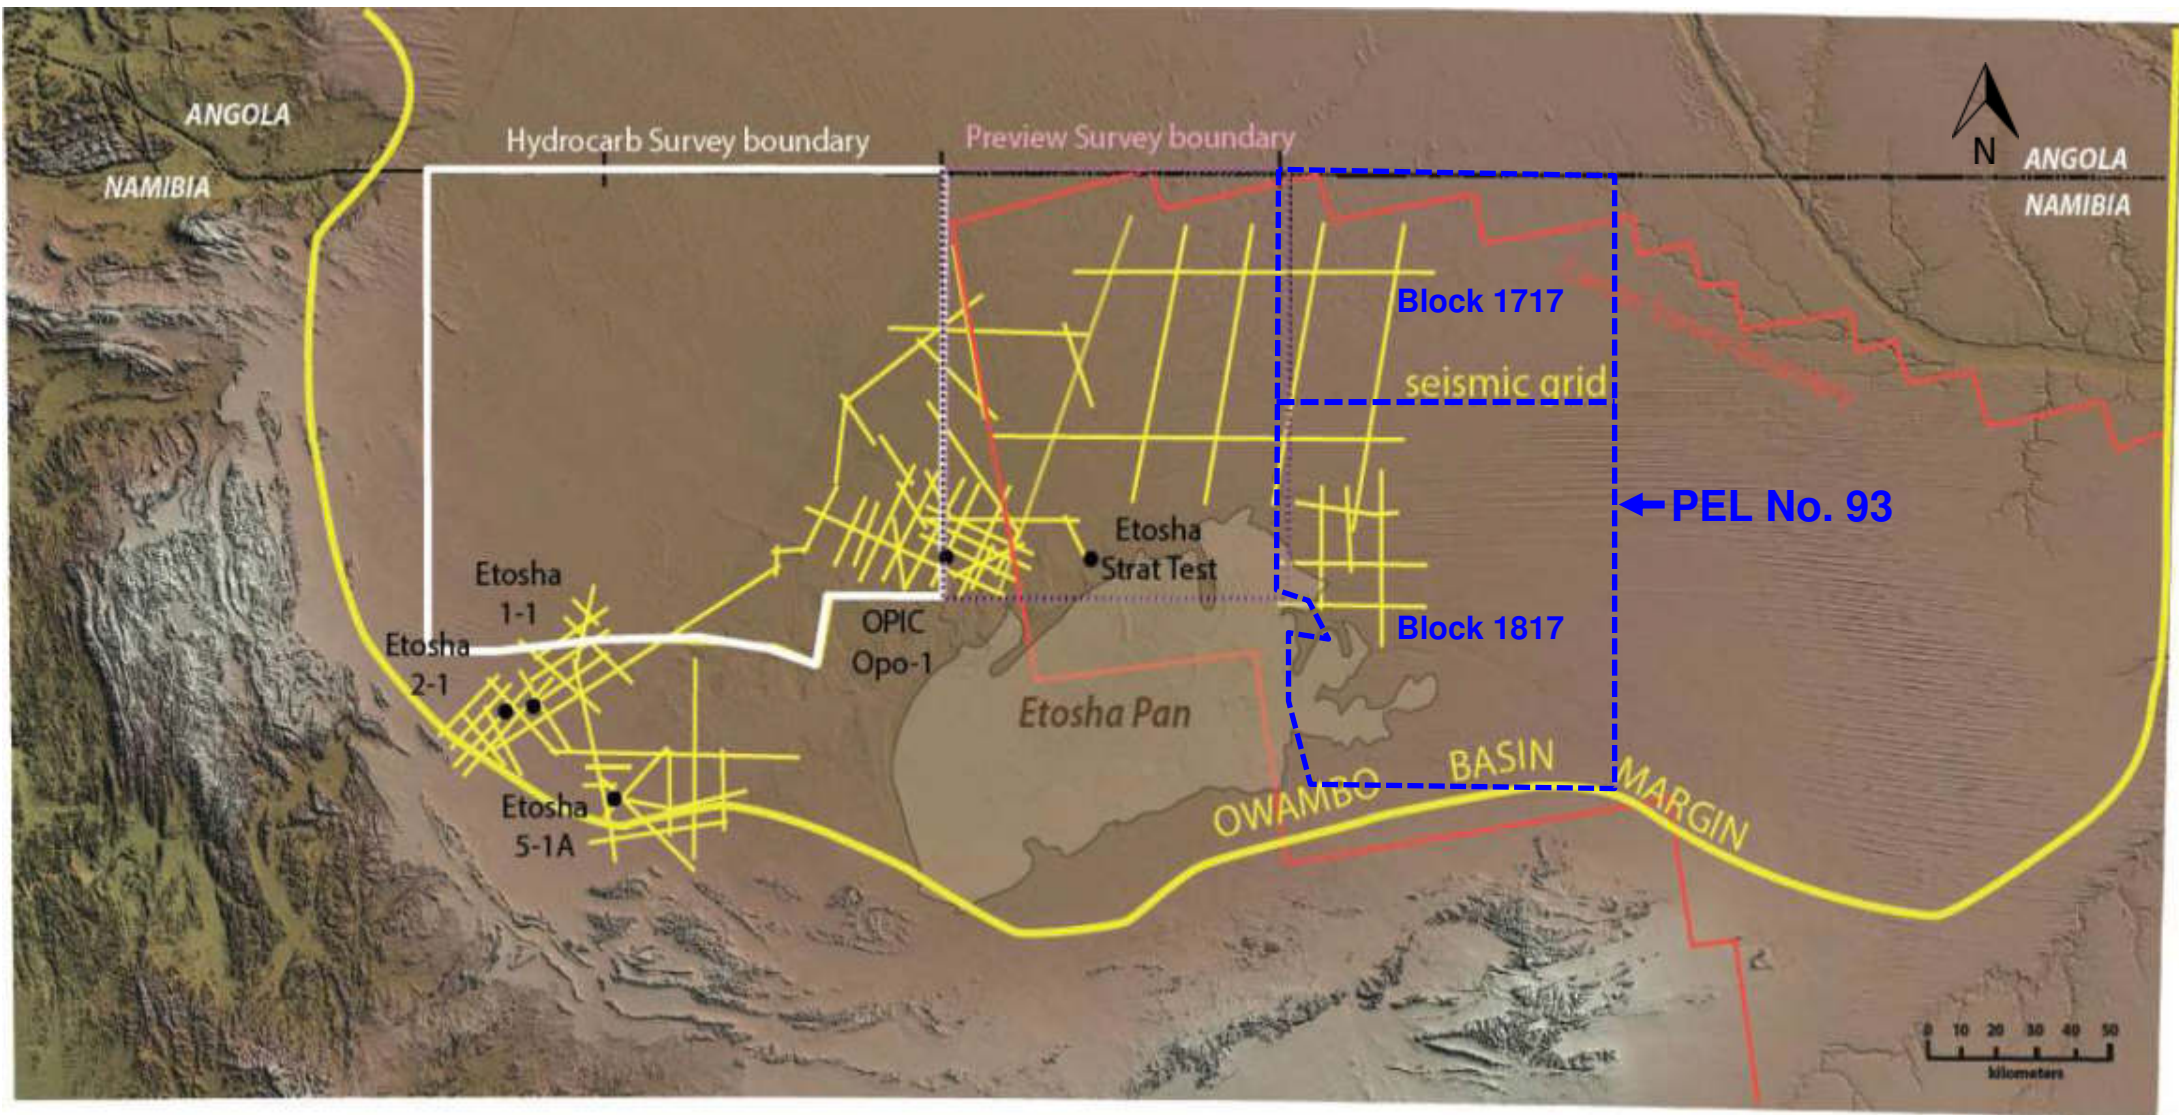 ANGOLA
NAMIBIA
Hydrocarb Survey boundary
Preview Survey boundary
N
ANGOLA
NAMIBIA
Block 1717
seismic grid
PEL No. 93
Etosha
Strat Test
Etosha
1-1
Etosha
2-1
OPIC
Opo-1
Block 1817
Etosha Pan
OWAMBO BASIN MARGIN
Etosha
5-1A
0 10 20 30 40 50
kilometers